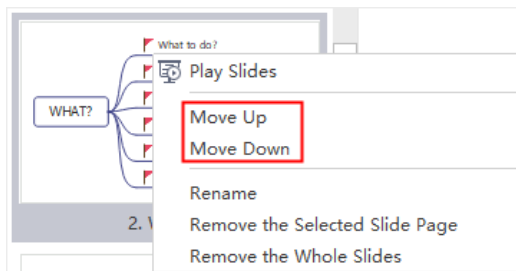 What to do?
Play Slides
WHAT?
Move Up
Move Down
Rename
2.
Remove the Selected Slide Page
Remove the Whole Slides